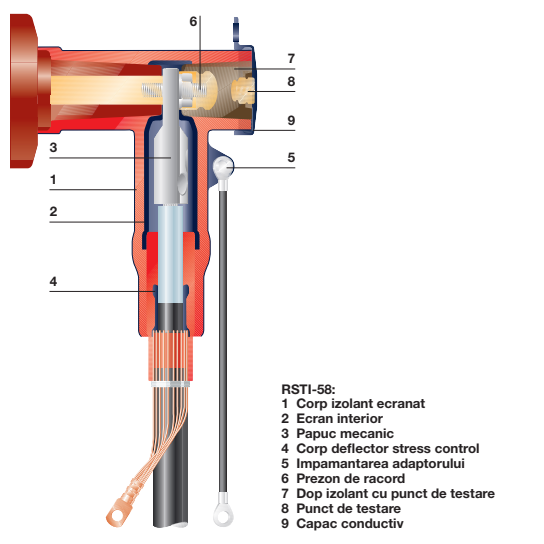 6
7
8
9
3
5
1
2
4
RSTI-58:
1 Corp izolant ecranat
2 Ecran interior
3 Papuc mecanic
4 Corp deflector stress control
5 Impamantarea adaptorului
6 Prezon de racord
7 Dop izolant cu punct de testare
8 Punct de testare
9 Capac conductiv